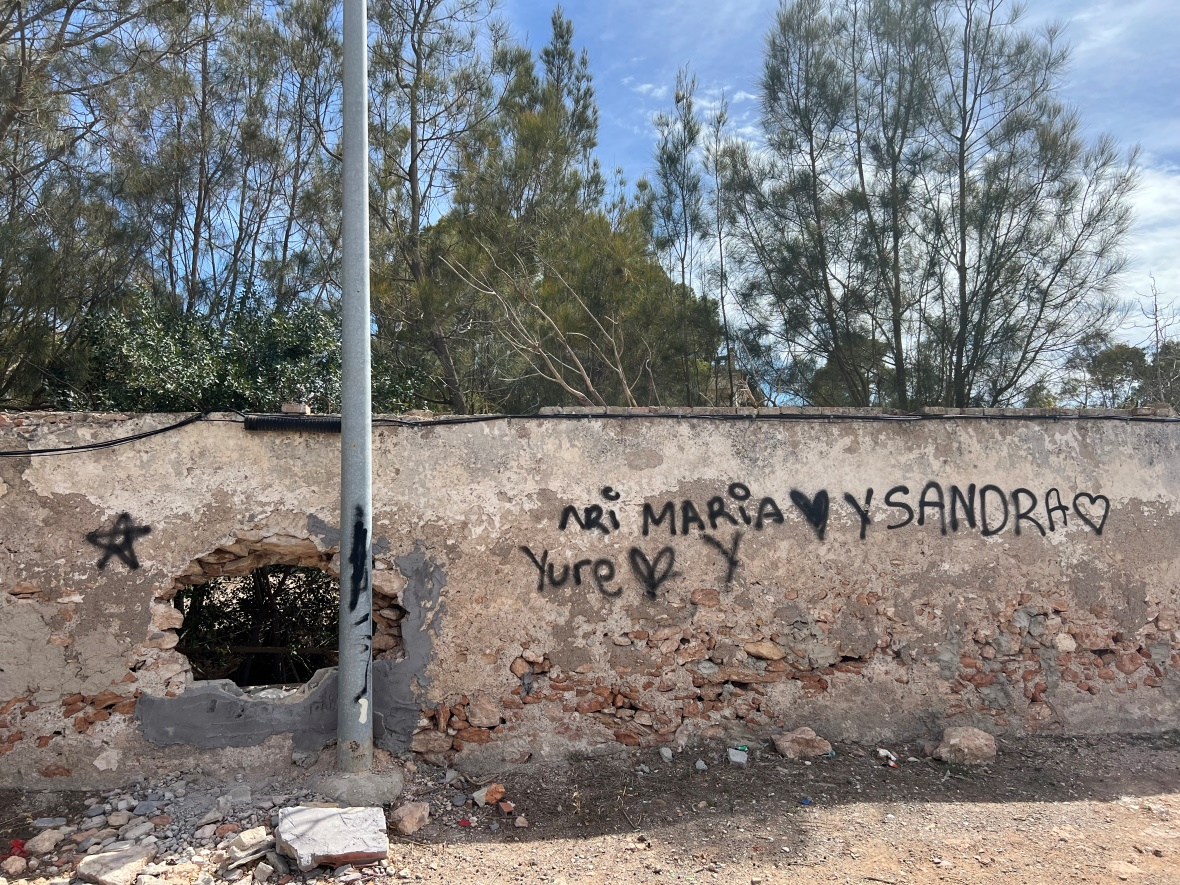 ARi MARiA ♥ Y SANDRA ♡
Yure ♡ Y